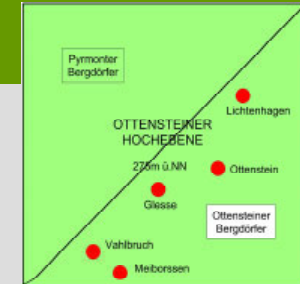 Pyrmonter
Bergdörfer
Lichtenhagen
OTTENSTEINER
HOCHEBENE
275m ü.NN
Ottenstein
Glesse
Ottensteiner
Bergdörfer
Vahlbruch
Meiborssen